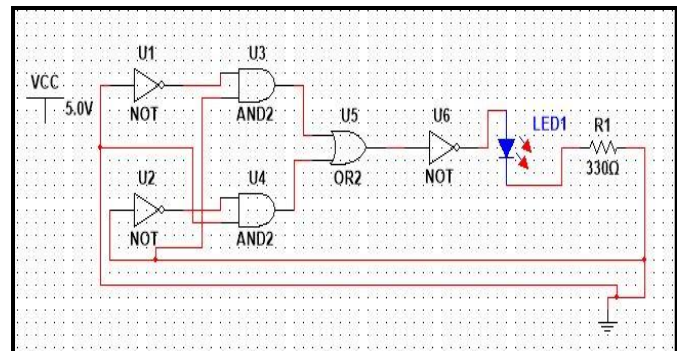 U1
U3
VCC
5.0V
NOT
AND2
U5
U6
LED1
R1
OR2
NOT
330Ω
U2
U4
NOT
AND2